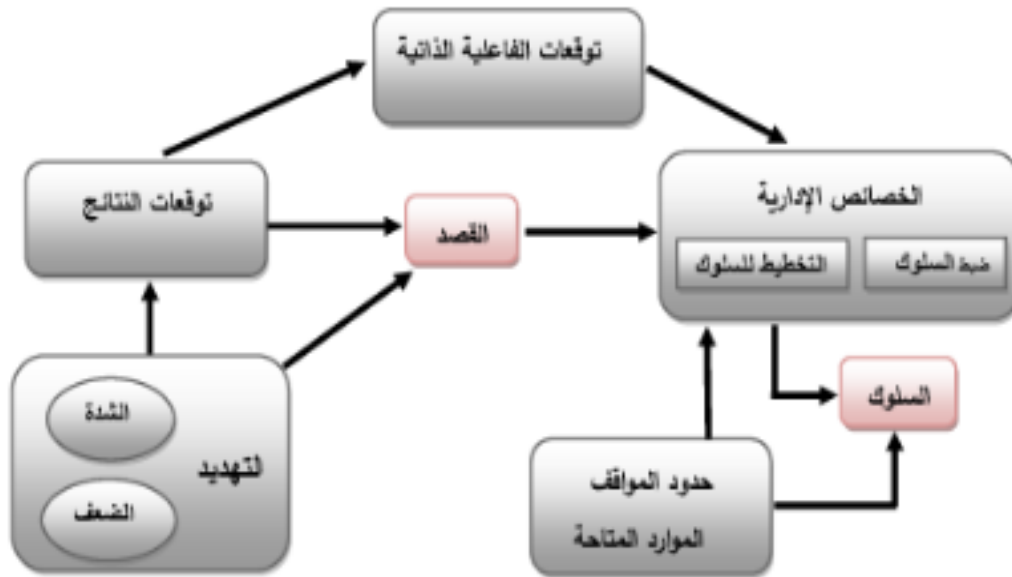 توقعات الفاعلية الذاتية
توقعات النتائج
القصد
الخصائص الإدارية
ضبط السلوك
التخطيط للسلوك
الشدة
التهديد
الضعف
السلوك
حدود المواقف
الموارد المتاحة